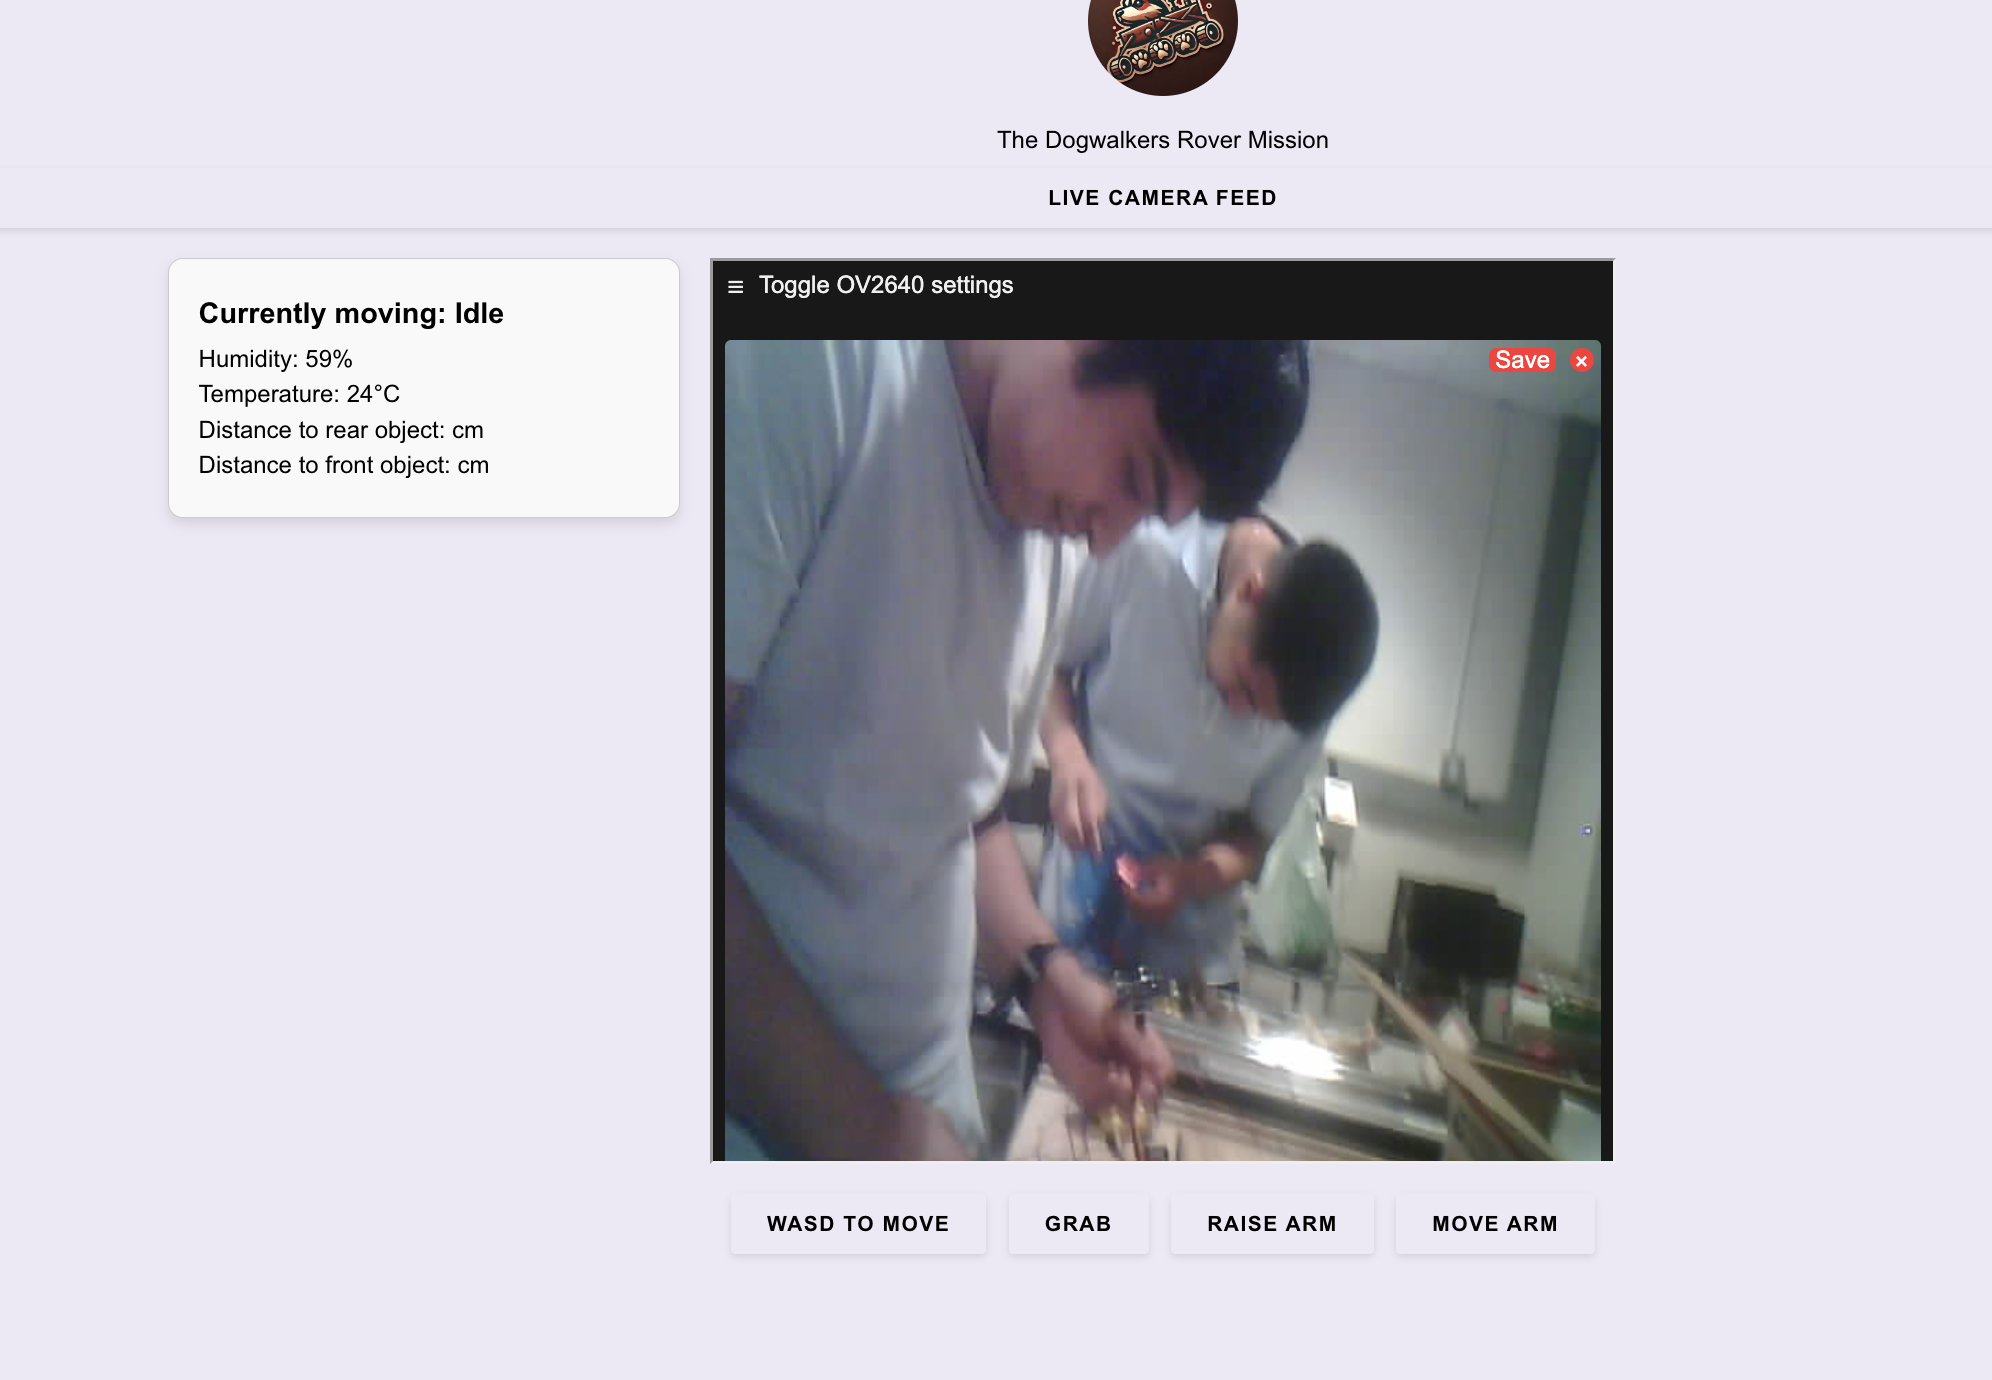 The Dogwalkers Rover Mission
LIVE CAMERA FEED
Currently moving: Idle
Humidity: 59%
Temperature: 24°C
Distance to rear object: cm
Distance to front object: cm
≡ Toggle OV2640 settings
Save ×
WASD TO MOVE
GRAB
RAISE ARM
MOVE ARM